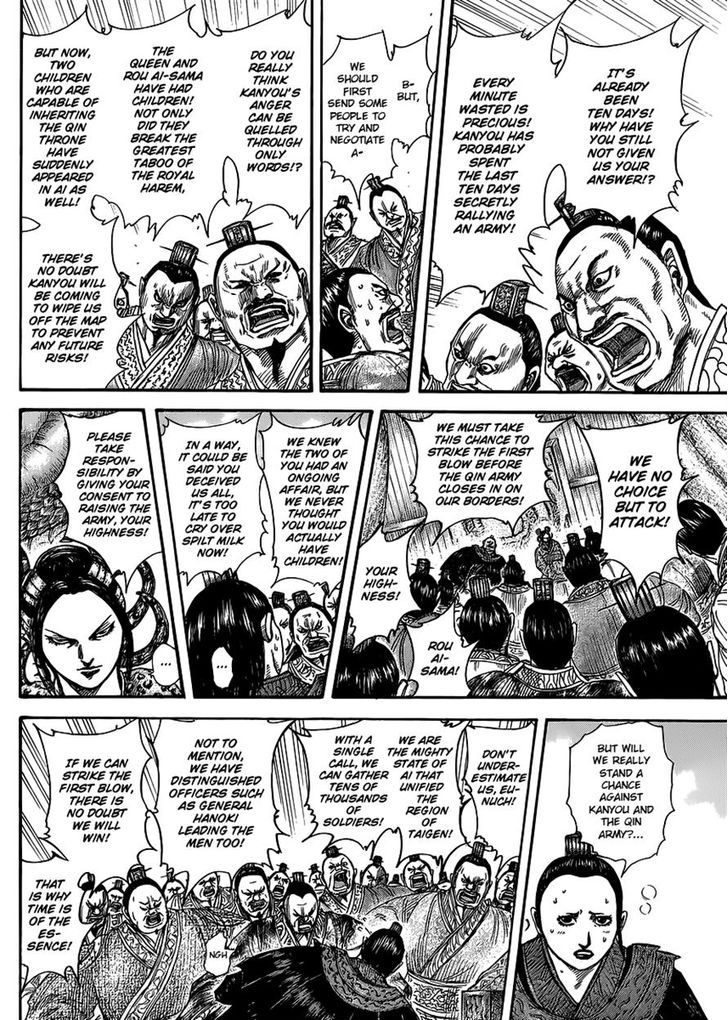 IT'S
ALREADY
BEEN
TEN DAYS!
WHY HAVE
YOU STILL
NOT GIVEN
US YOUR
ANSWER!?
EVERY
MINUTE
WASTED IS
PRECIOUS!
KANYOU HAS
PROBABLY
SPENT
THE LAST
TEN DAYS
SECRETLY
RALLYING
AN ARMY!
B-
BUT,
WE
SHOULD
FIRST
SEND SOME
PEOPLE TO
TRY AND
NEGOTIATE
A-
DO YOU
REALLY
THINK
KANYOU'S
ANGER
CAN BE
QUELLED
THROUGH
ONLY
WORDS!?
THE
QUEEN AND
ROU AI-SAMA
HAVE HAD
CHILDREN!
NOT ONLY
DID THEY
BREAK THE
GREATEST
TABOO OF
THE ROYAL
HAREM,
BUT NOW,
TWO
CHILDREN
WHO ARE
CAPABLE OF
INHERITING
THE QIN
THRONE
HAVE
SUDDENLY
APPEARED
IN AI AS
WELL!
THERE'S
NO DOUBT
KANYOU WILL
BE COMING
TO WIPE US
OFF THE MAP
TO PREVENT
ANY FUTURE
RISKS!
WE
HAVE NO
CHOICE
BUT TO
ATTACK!
WE MUST TAKE
THIS CHANCE TO
STRIKE THE FIRST
BLOW BEFORE
THE QIN ARMY
CLOSES IN ON
OUR BORDERS!
YOUR
HIGH-
NESS!
ROU
AI-
SAMA!
WE KNEW
THE TWO OF
YOU HAD AN
ONGOING
AFFAIR, BUT
WE NEVER
THOUGHT
YOU WOULD
ACTUALLY
HAVE
CHILDREN!
IN A WAY,
IT COULD BE
SAID YOU
DECEIVED
US ALL,
IT'S TOO
LATE TO
CRY OVER
SPILT MILK
NOW!
...
PLEASE
TAKE
RESPON-
SIBILITY BY
GIVING YOUR
CONSENT TO
RAISING THE
ARMY, YOUR
HIGHNESS!
...
BUT WILL
WE REALLY
STAND A
CHANCE
AGAINST
KANYOU AND
THE QIN
ARMY?...
DON'T
UNDER-
ESTIMATE
US, EU-
NUCH!
WE ARE
THE MIGHTY
STATE OF
AI THAT
UNIFIED
THE
REGION
OF
TAIGEN!
WITH A
SINGLE
CALL, WE
CAN GATHER
TENS OF
THOUSANDS
OF
SOLDIERS!
NOT TO
MENTION,
WE HAVE
DISTINGUISHED
OFFICERS SUCH
AS GENERAL
HANOKI
LEADING THE
MEN TOO!
IF WE CAN
STRIKE THE
FIRST BLOW,
THERE IS
NO DOUBT
WE WILL
WIN!
THAT IS
WHY TIME IS
OF THE ES-
SENCE!
NGH